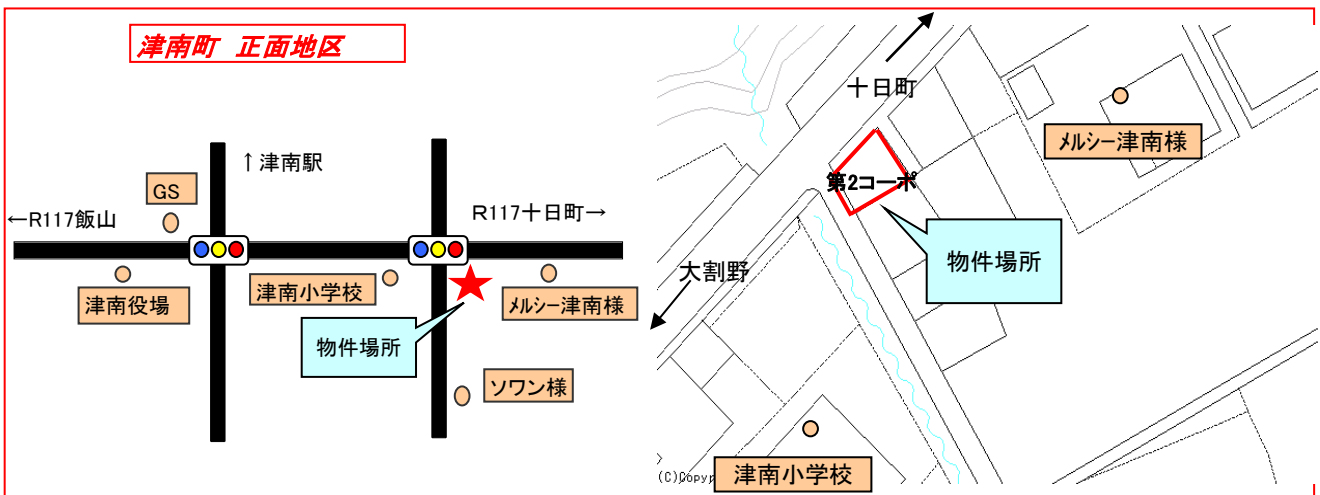 津南町 正面地区
↑津南駅
GS
←R117飯山
R117十日町→
津南役場
津南小学校
メルシー津南様
物件場所
ソワン様
十日町
メルシー津南様
第2コーポ
物件場所
大割野
津南小学校